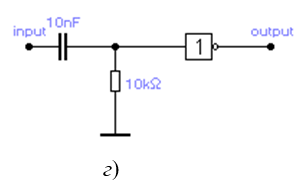 10nF
input
output
1
10kΩ
г)